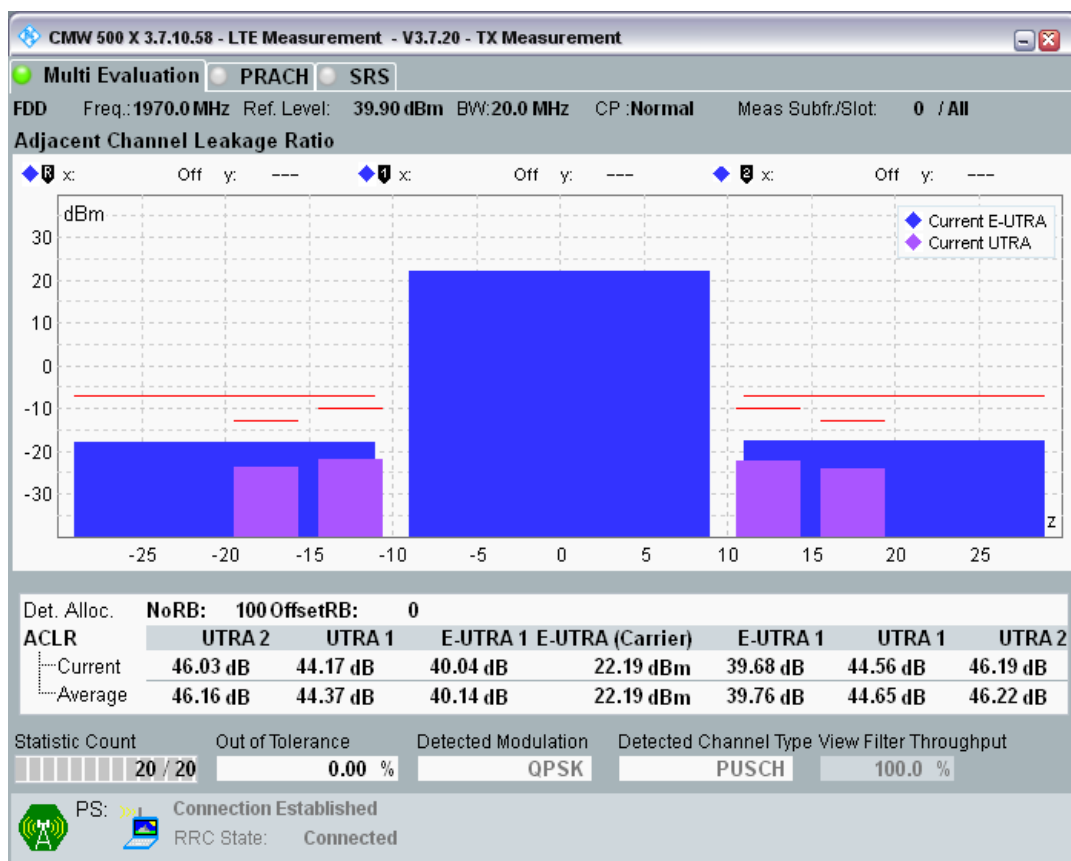 CMW 500 X 3.7.10.58 - LTE Measurement - V3.7.20 - TX Measurement
Multi Evaluation PRACH SRS
FDD Freq.: 1970.0 MHz Ref. Level: 39.90 dBm BW: 20.0 MHz CP : Normal Meas Subfr./Slot: 0 / All
Adjacent Channel Leakage Ratio
R x: Off y: --- 1 x: Off y: --- 2 x: Off y: ---
dBm
Current E-UTRA
Current UTRA
30
20
10
0
-10
-20
-30
z
-25 -20 -15 -10 -5 0 5 10 15 20 25
Det. Alloc. NoRB: 100 OffsetRB: 0
ACLR UTRA 2 UTRA 1 E-UTRA 1 E-UTRA (Carrier) E-UTRA 1 UTRA 1 UTRA 2
Current 46.03 dB 44.17 dB 40.04 dB 22.19 dBm 39.68 dB 44.56 dB 46.19 dB
Average 46.16 dB 44.37 dB 40.14 dB 22.19 dBm 39.76 dB 44.65 dB 46.22 dB
Statistic Count Out of Tolerance Detected Modulation Detected Channel Type View Filter Throughput
20 / 20 0.00 % QPSK PUSCH 100.0 %
PS: Connection Established
RRC State: Connected